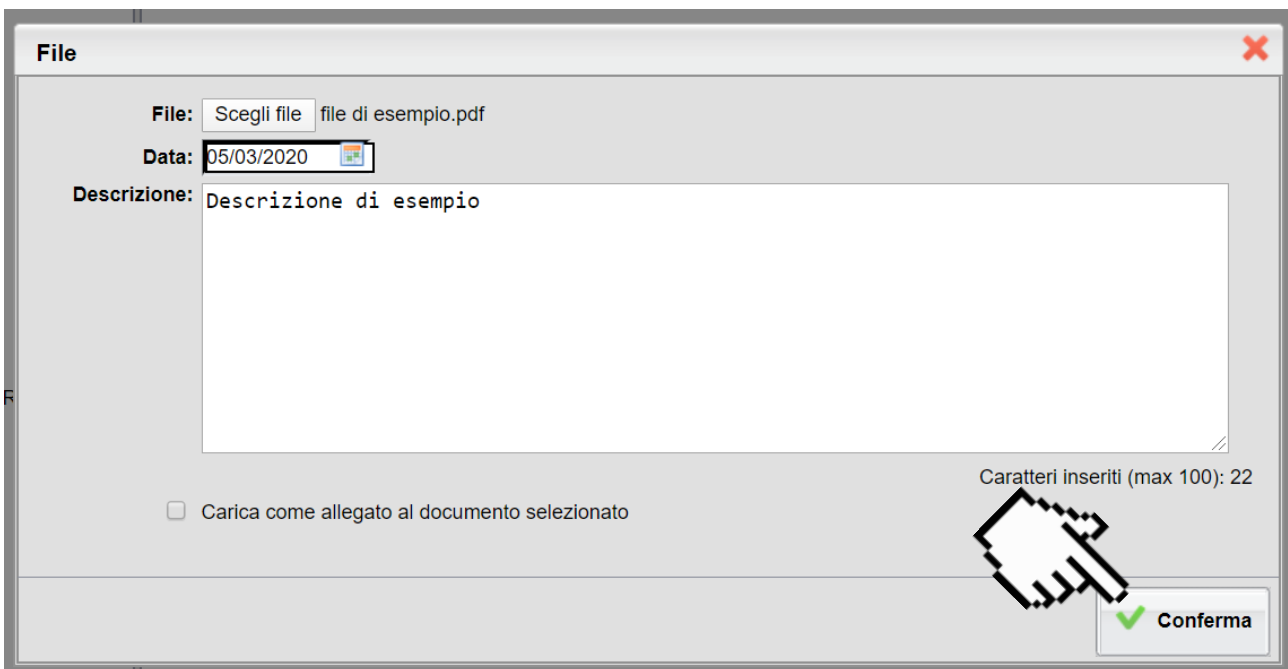 File
File: Scegli file file di esempio.pdf
Data: 05/03/2020
Descrizione: Descrizione di esempio
Caratteri inseriti (max 100): 22
Carica come allegato al documento selezionato
Conferma